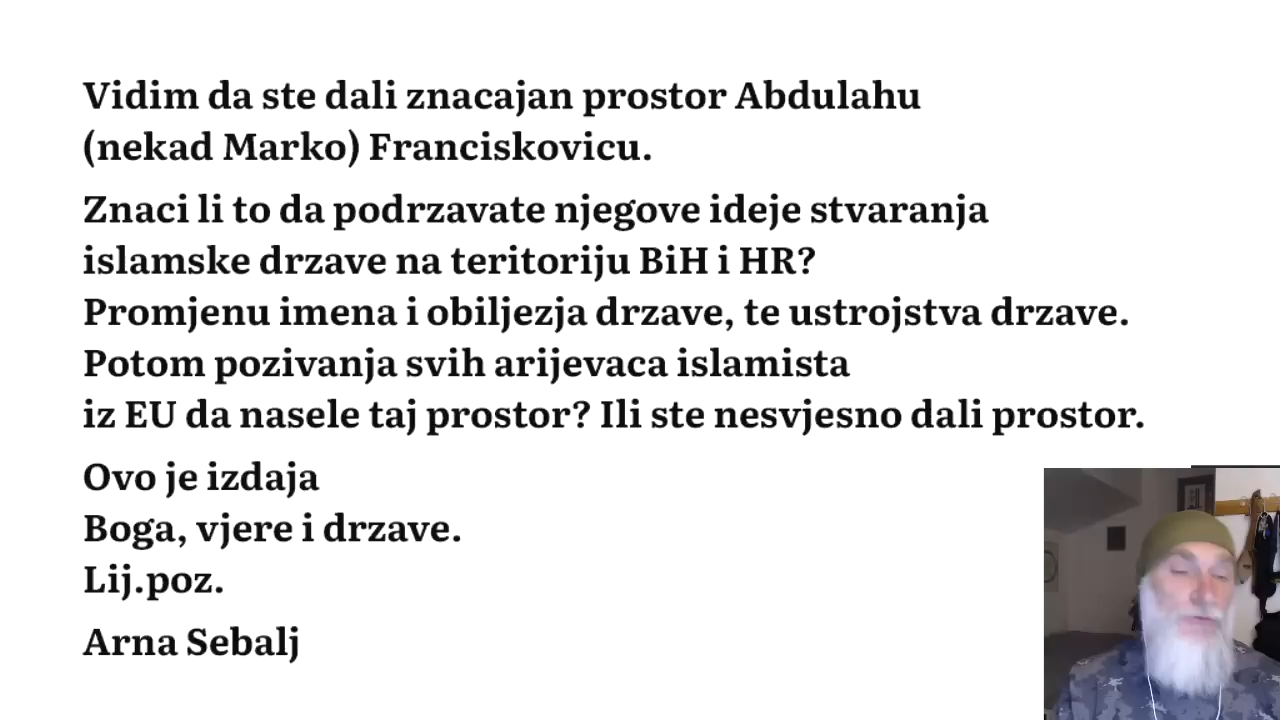 Vidim da ste dali znacajan prostor Abdulahu
(nekad Marko) Franciskovicu.
Znaci li to da podrzavate njegove ideje stvaranja
islamske drzave na teritoriju BiH i HR?
Promjenu imena i obiljezja drzave, te ustrojstva drzave.
Potom pozivanja svih arijevaca islamista
iz EU da nasele taj prostor? Ili ste nesvjesno dali prostor.
Ovo je izdaja
Boga, vjere i drzave.
Lij.poz.
Arna Sebalj